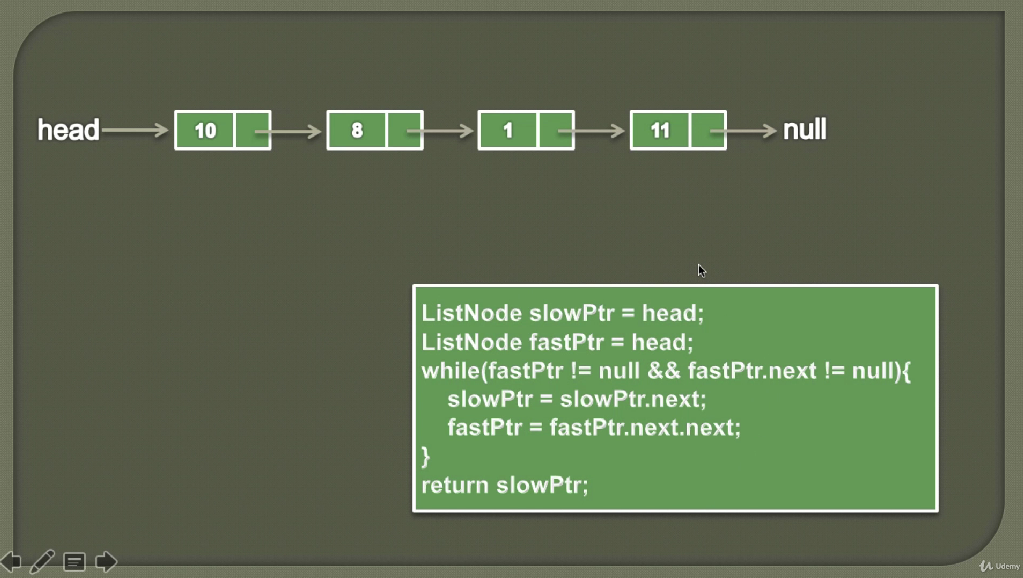 head 10 8 1 11 null
ListNode slowPtr = head;
ListNode fastPtr = head;
while(fastPtr != null && fastPtr.next != null){
slowPtr = slowPtr.next;
fastPtr = fastPtr.next.next;
}
return slowPtr;
Udemy